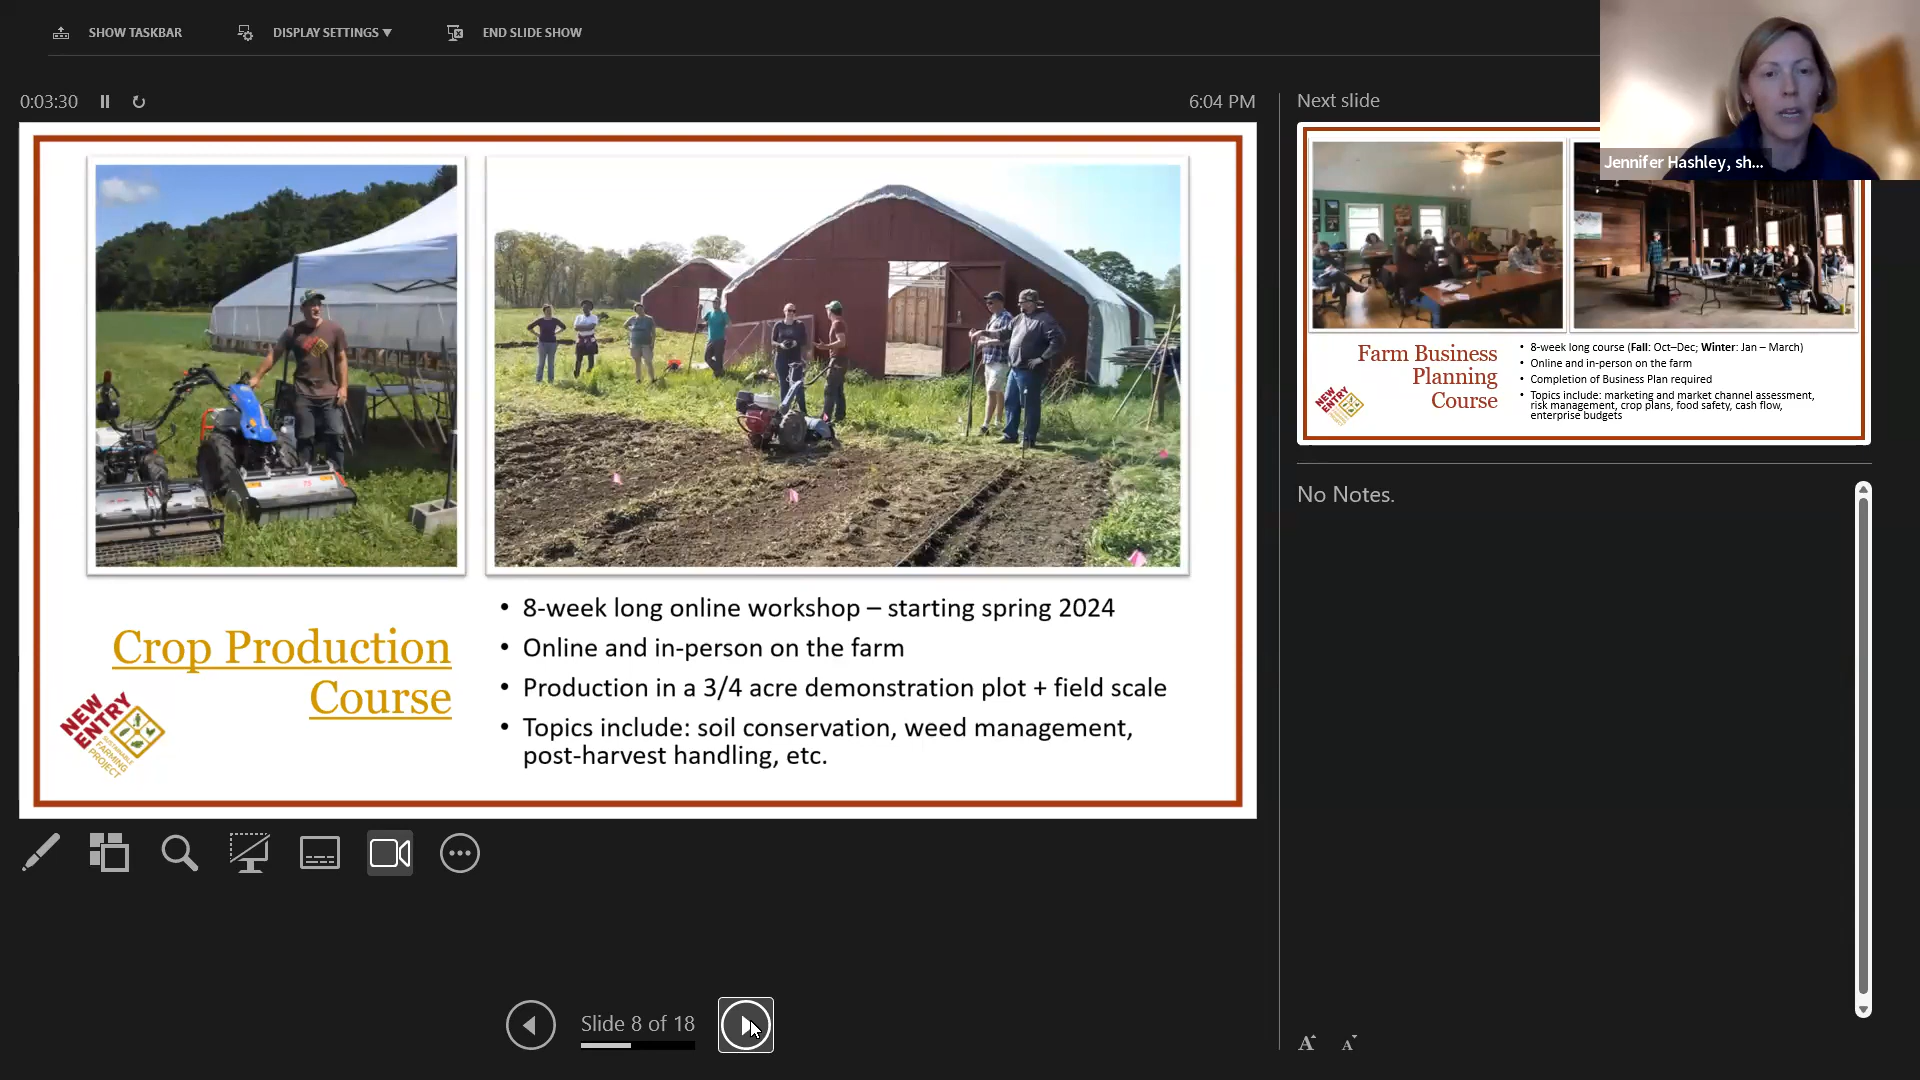 SHOW TASKBAR
DISPLAY SETTINGS ▼
END SLIDE SHOW
0:03:30
6:04 PM
Next slide
Jennifer Hashley, sh...
Crop Production
Course
NEW
ENTRY
SUSTAINABLE
FARMING
PROJECT
• 8-week long online workshop – starting spring 2024
• Online and in-person on the farm
• Production in a 3/4 acre demonstration plot + field scale
• Topics include: soil conservation, weed management,
post-harvest handling, etc.
Farm Business
Planning
Course
NEW
ENTRY
• 8-week long course (Fall: Oct–Dec; Winter: Jan – March)
• Online and in-person on the farm
• Completion of Business Plan required
• Topics include: marketing and market channel assessment,
risk management, crop plans, food safety, cash flow,
enterprise budgets
No Notes.
Slide 8 of 18
A A